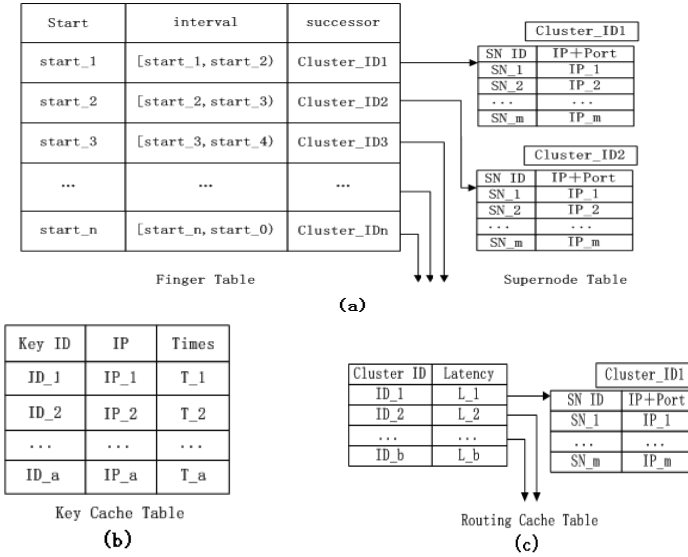 Start interval successor
start_1 [start_1, start_2) Cluster_ID1
start_2 [start_2, start_3) Cluster_ID2
start_3 [start_3, start_4) Cluster_ID3
... ... ...
start_n [start_n, start_0) Cluster_IDn
Finger Table
Cluster_ID1
SN ID IP+Port
SN_1 IP_1
SN_2 IP_2
... ...
SN_m IP_m
Cluster_ID2
SN ID IP+Port
SN_1 IP_1
SN_2 IP_2
... ...
SN_m IP_m
Supernode Table
(a)
Key ID IP Times
ID_1 IP_1 T_1
ID_2 IP_2 T_2
... ... ...
ID_a IP_a T_a
Key Cache Table
(b)
Cluster ID Latency
ID_1 L_1
ID_2 L_2
... ...
ID_b L_b
Cluster_ID1
SN ID IP+Port
SN_1 IP_1
... ...
SN_m IP_m
Routing Cache Table
(c)